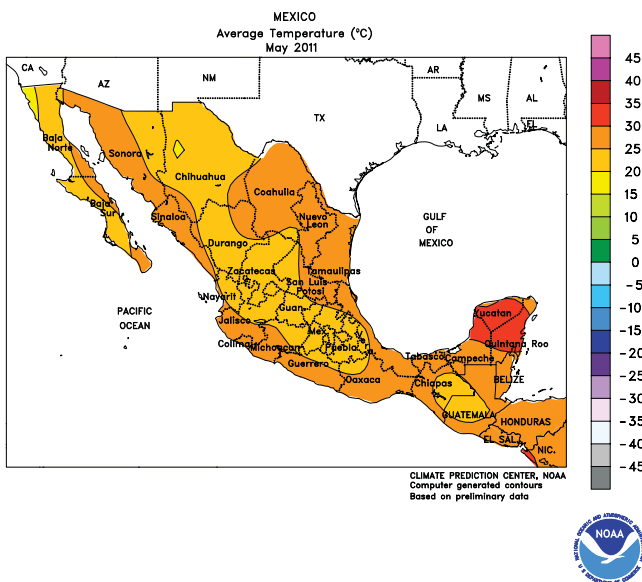 MEXICO
Average Temperature (°C)
May 2011
CA
AZ
NM
TX
AR
LA
MS
AL
FL
Baja
Norte
Sonora
Chihuahua
Coahuila
Baja
Sur
Sinaloa
Nuevo
Leon
Durango
Zacatecas
Tamaulipas
San Luis
Potosi
Nayarit
Guan.
Jalisco
Mex.
Ver.
Colima
Michoacan
Puebla
Guerrero
Oaxaca
Tabasco
Campeche
Chiapas
Yucatan
Quintana Roo
BELIZE
GUATEMALA
HONDURAS
EL SAL.
NIC.
GULF
OF
MEXICO
PACIFIC
OCEAN
45
40
35
30
25
20
15
10
5
0
-5
-10
-15
-20
-25
-30
-35
-40
-45
CLIMATE PREDICTION CENTER, NOAA
Computer generated contours
Based on preliminary data
NOAA